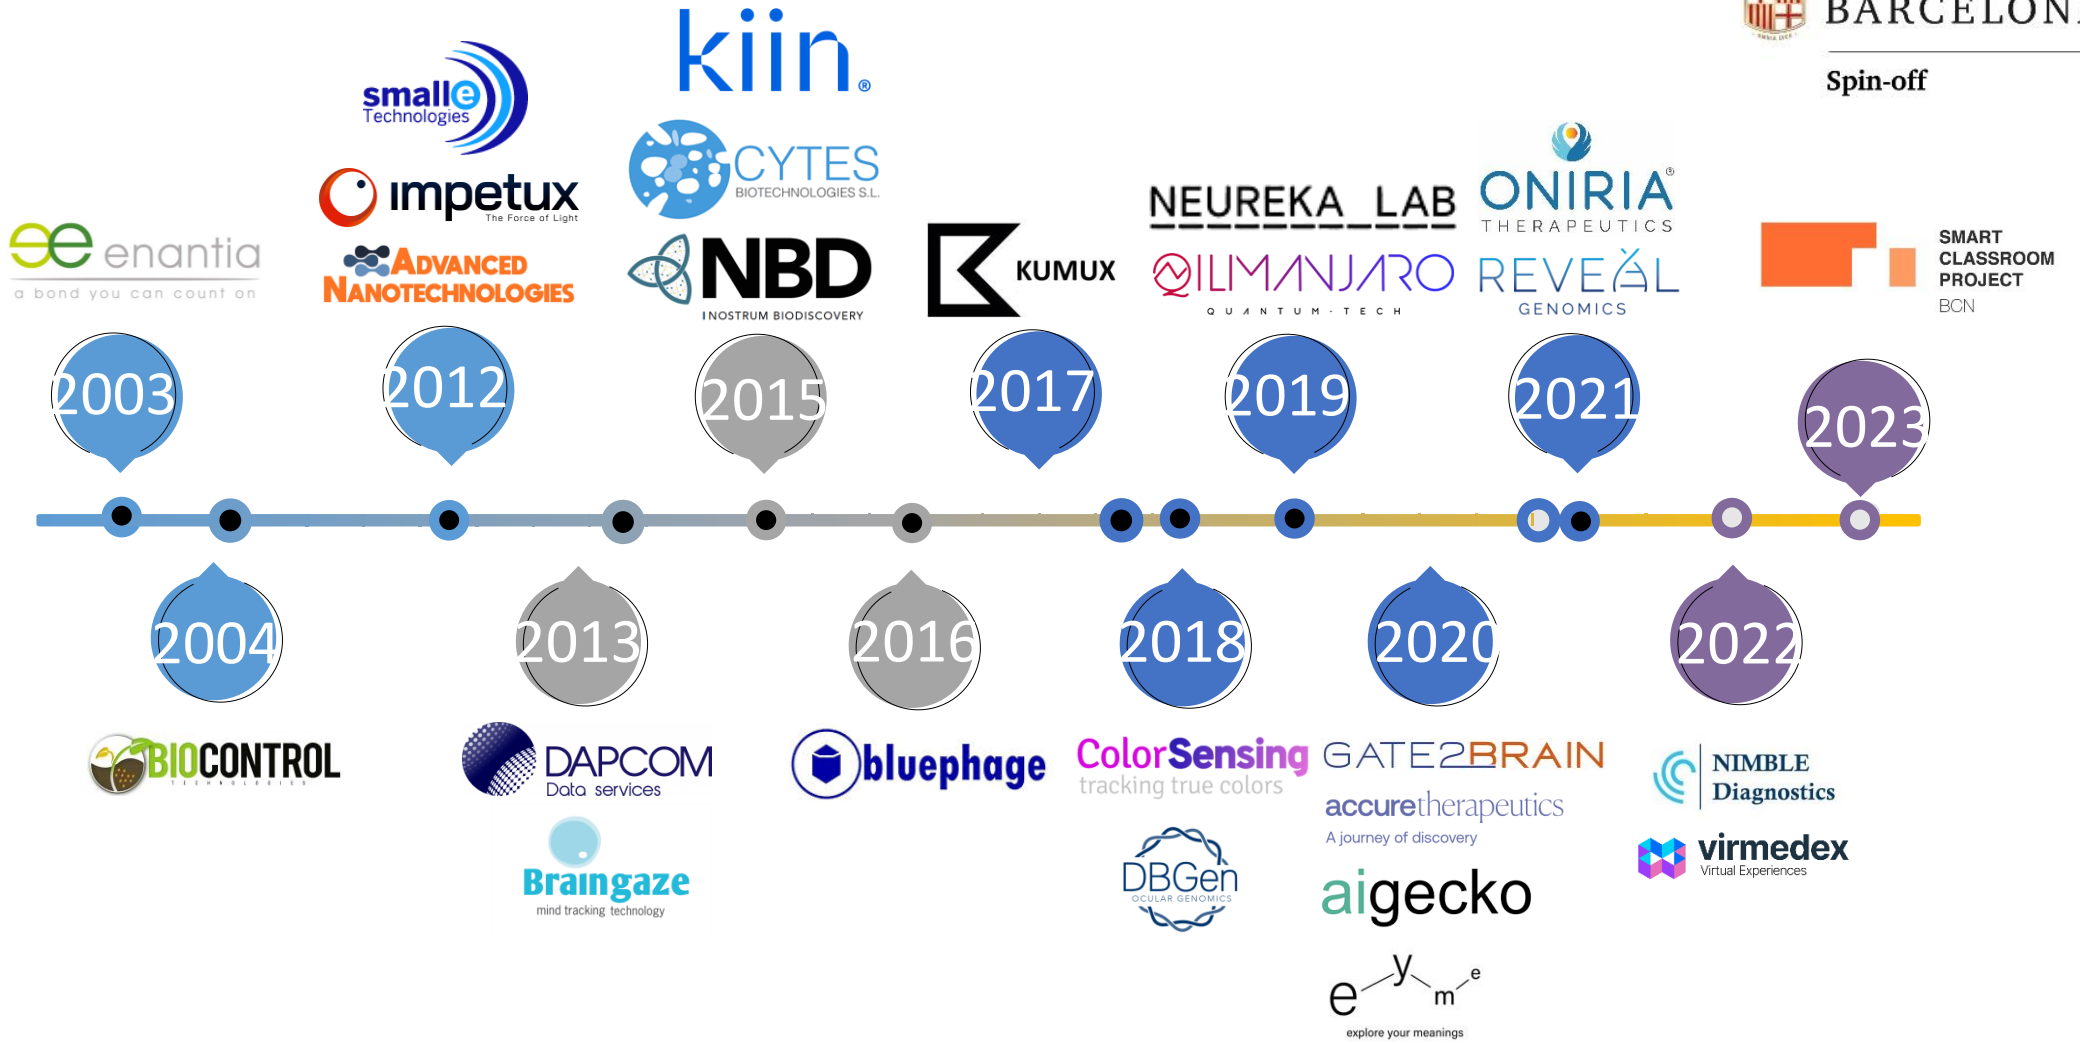 BARCELONA
Spin-off
kiin®
smalle
Technologies
CYTES
BIOTECHNOLOGIES S.L.
ONIRIA®
THERAPEUTICS
impetux
The Force of Light
NEUREKA_LAB
enantia
a bond you can count on
ADVANCED
NANOTECHNOLOGIES
NBD
NOSTRUM BIODISCOVERY
KUMUX
QILIMANJARO
QUANTUM·TECH
REVEAL
GENOMICS
SMART
CLASSROOM
PROJECT
BCN
2003
2012
2015
2017
2019
2021
2023
2004
2013
2016
2018
2020
2022
BIOCONTROL
TECHNOLOGIES
DAPCOM
Data services
Braingaze
mind tracking technology
bluephage
ColorSensing
tracking true colors
DBGen
OCULAR GENOMICS
GATE2BRAIN
accuretherapeutics
A journey of discovery
aigecko
eyme
explore your meanings
NIMBLE
Diagnostics
virmedex
Virtual Experiences